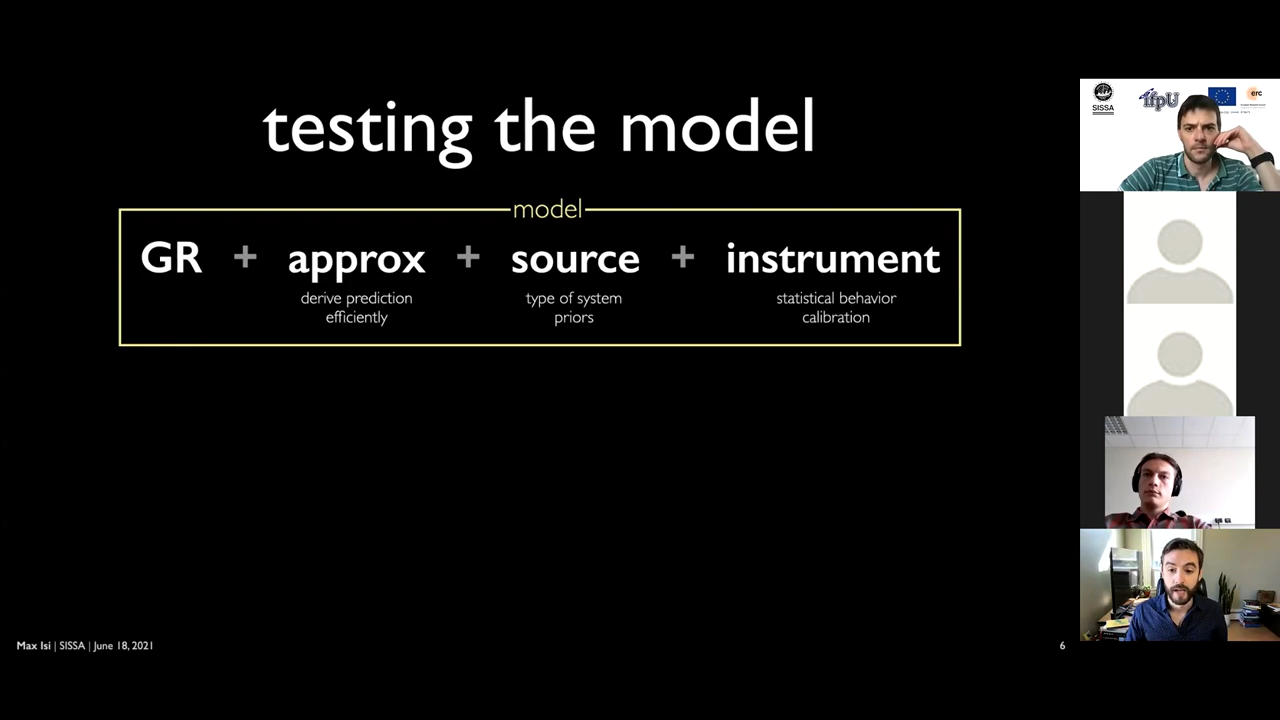 testing the model
model
GR + approx + source + instrument
derive prediction
efficiently
type of system
priors
statistical behavior
calibration
Max Isi | SISSA | June 18, 2021
6
SISSA
ifpU
erc